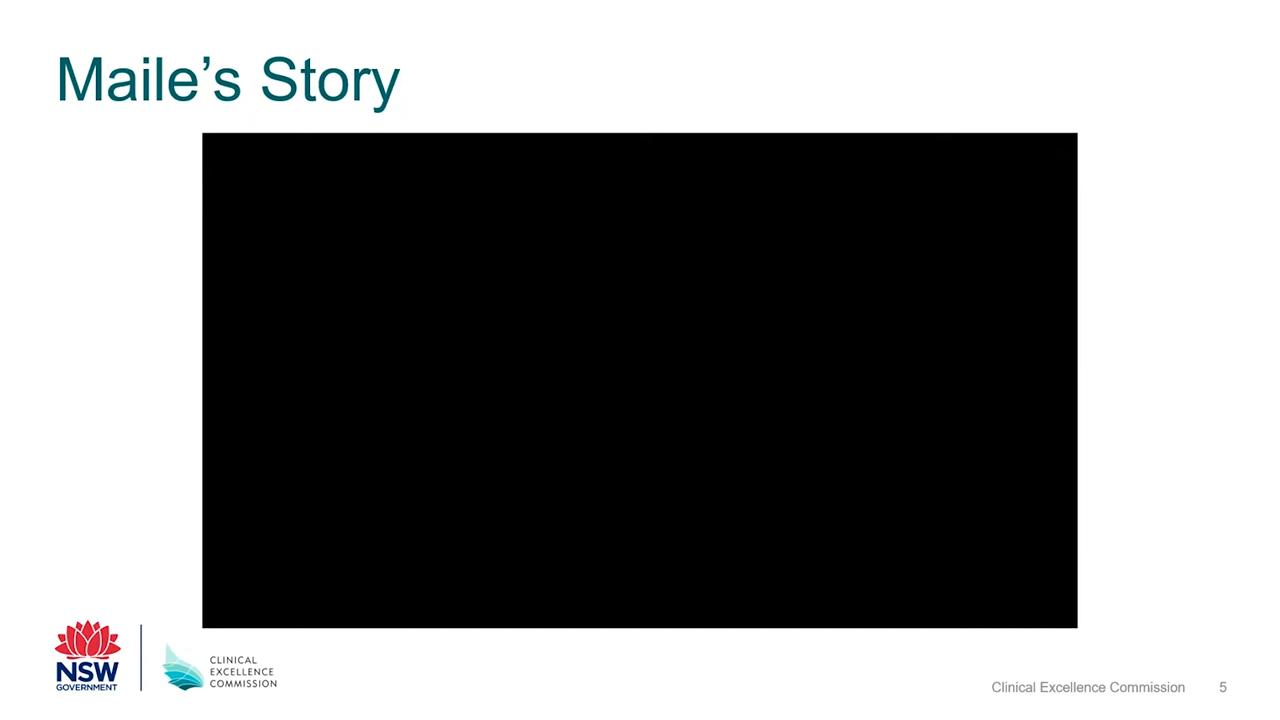 Maile’s Story
NSW
GOVERNMENT
CLINICAL
EXCELLENCE
COMMISSION
Clinical Excellence Commission 5